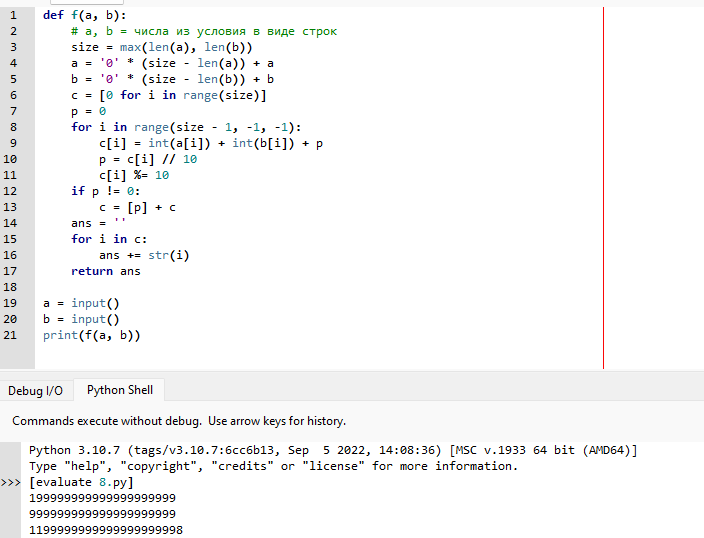 1 def f(a, b):
2 # a, b = числа из условия в виде строк
3 size = max(len(a), len(b))
4 a = '0' * (size - len(a)) + a
5 b = '0' * (size - len(b)) + b
6 c = [0 for i in range(size)]
7 p = 0
8 for i in range(size - 1, -1, -1):
9 c[i] = int(a[i]) + int(b[i]) + p
10 p = c[i] // 10
11 c[i] %= 10
12 if p != 0:
13 c = [p] + c
14 ans = ''
15 for i in c:
16 ans += str(i)
17 return ans
18
19 a = input()
20 b = input()
21 print(f(a, b))
Debug I/O Python Shell
Commands execute without debug. Use arrow keys for history.
Python 3.10.7 (tags/v3.10.7:6cc6b13, Sep 5 2022, 14:08:36) [MSC v.1933 64 bit (AMD64)]
Type "help", "copyright", "credits" or "license" for more information.
>>> [evaluate 8.py]
199999999999999999999
999999999999999999999
1199999999999999999998